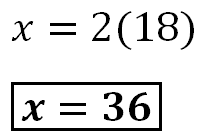 x = 2(18)
x = 36